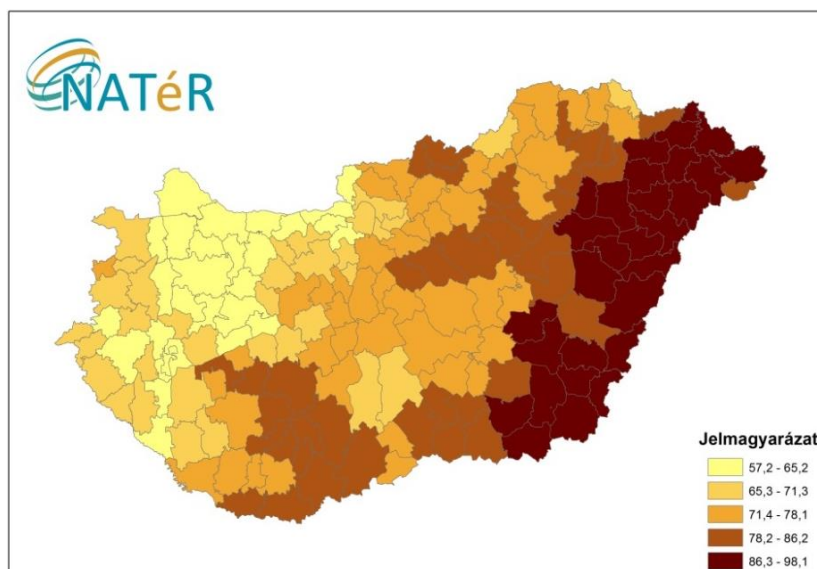 NATéR
Jelmagyarázat
57,2 - 65,2
65,3 - 71,3
71,4 - 78,1
78,2 - 86,2
86,3 - 98,1